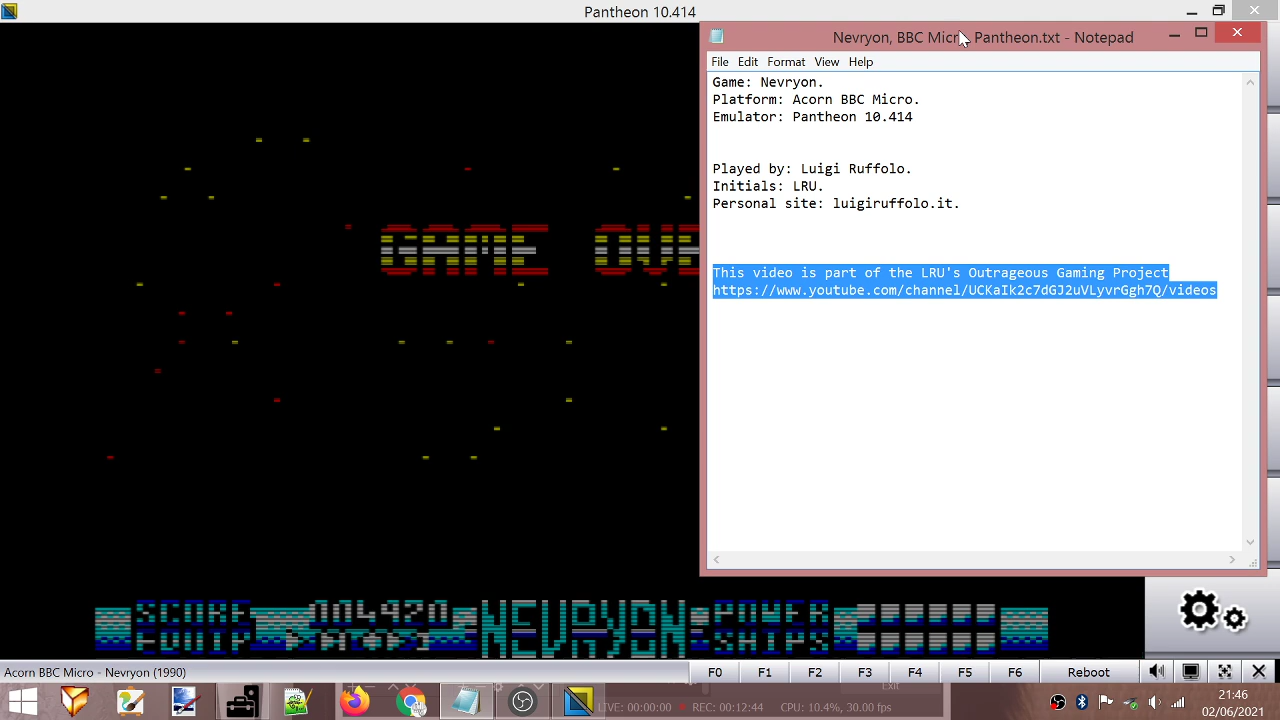 Pantheon 10.414
Nevryon, BBC Micro, Pantheon.txt - Notepad
File Edit Format View Help
Game: Nevryon.
Platform: Acorn BBC Micro.
Emulator: Pantheon 10.414
Played by: Luigi Ruffolo.
Initials: LRU.
Personal site: luigiruffolo.it.
This video is part of the LRU's Outrageous Gaming Project
https://www.youtube.com/channel/UCKaIk2c7dGJ2uVLyvrGgh7Q/videos
GAME OVE
SCORE 004920 NEVRYON POWER
Acorn BBC Micro - Nevryon (1990) F0 F1 F2 F3 F4 F5 F6 Reboot
Exit
LIVE: 00:00:00 REC: 00:12:44 CPU: 10.4%, 30.00 fps
21:46
02/06/2021